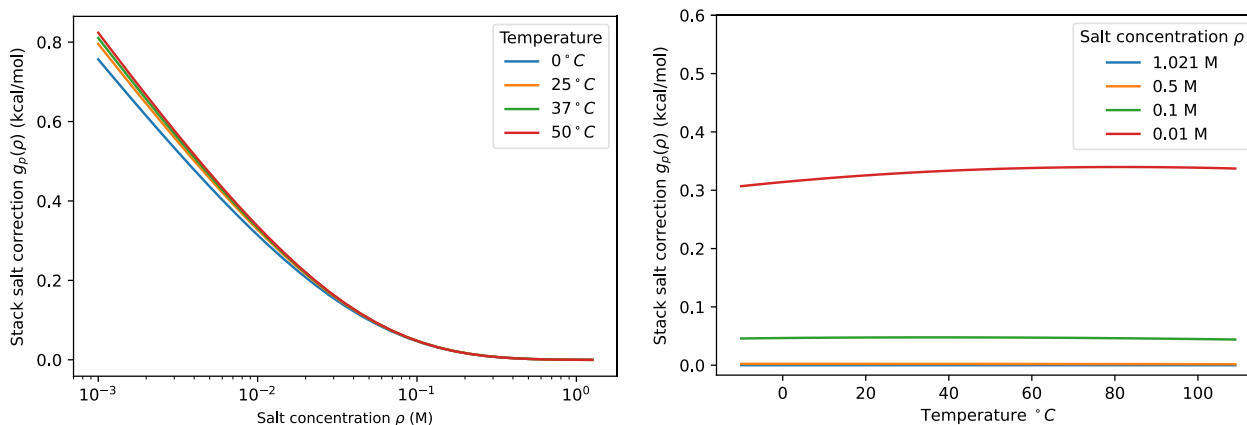 Stack salt correction g_p(ρ) (kcal/mol)
0.8
0.6
0.4
0.2
0.0
10⁻³
10⁻²
10⁻¹
10⁰
Salt concentration ρ (M)
Temperature
0°C
25°C
37°C
50°C
Stack salt correction g_p(ρ) (kcal/mol)
0.6
0.5
0.4
0.3
0.2
0.1
0.0
0
20
40
60
80
100
Temperature °C
Salt concentration ρ
1.021 M
0.5 M
0.1 M
0.01 M